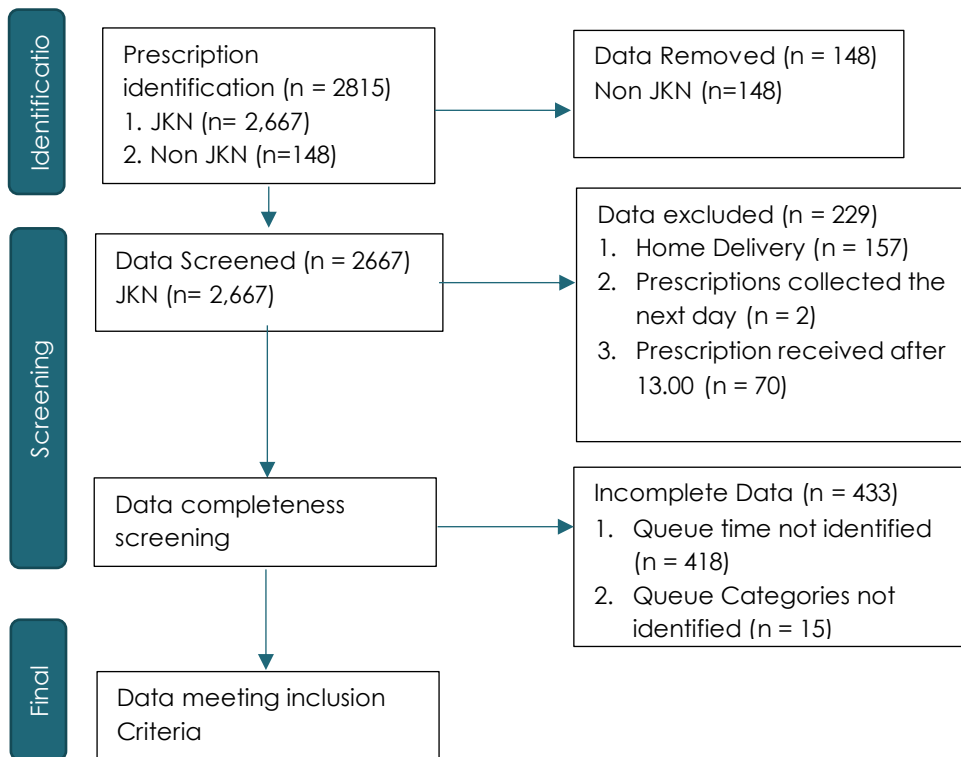 Identificatio
Prescription
identification (n = 2815)
1. JKN (n= 2,667)
2. Non JKN (n=148)
Data Removed (n = 148)
Non JKN (n=148)
Screening
Data Screened (n = 2667)
JKN (n= 2,667)
Data excluded (n = 229)
1. Home Delivery (n = 157)
2. Prescriptions collected the
next day (n = 2)
3. Prescription received after
13.00 (n = 70)
Data completeness
screening
Incomplete Data (n = 433)
1. Queue time not identified
(n = 418)
2. Queue Categories not
identified (n = 15)
Final
Data meeting inclusion
Criteria